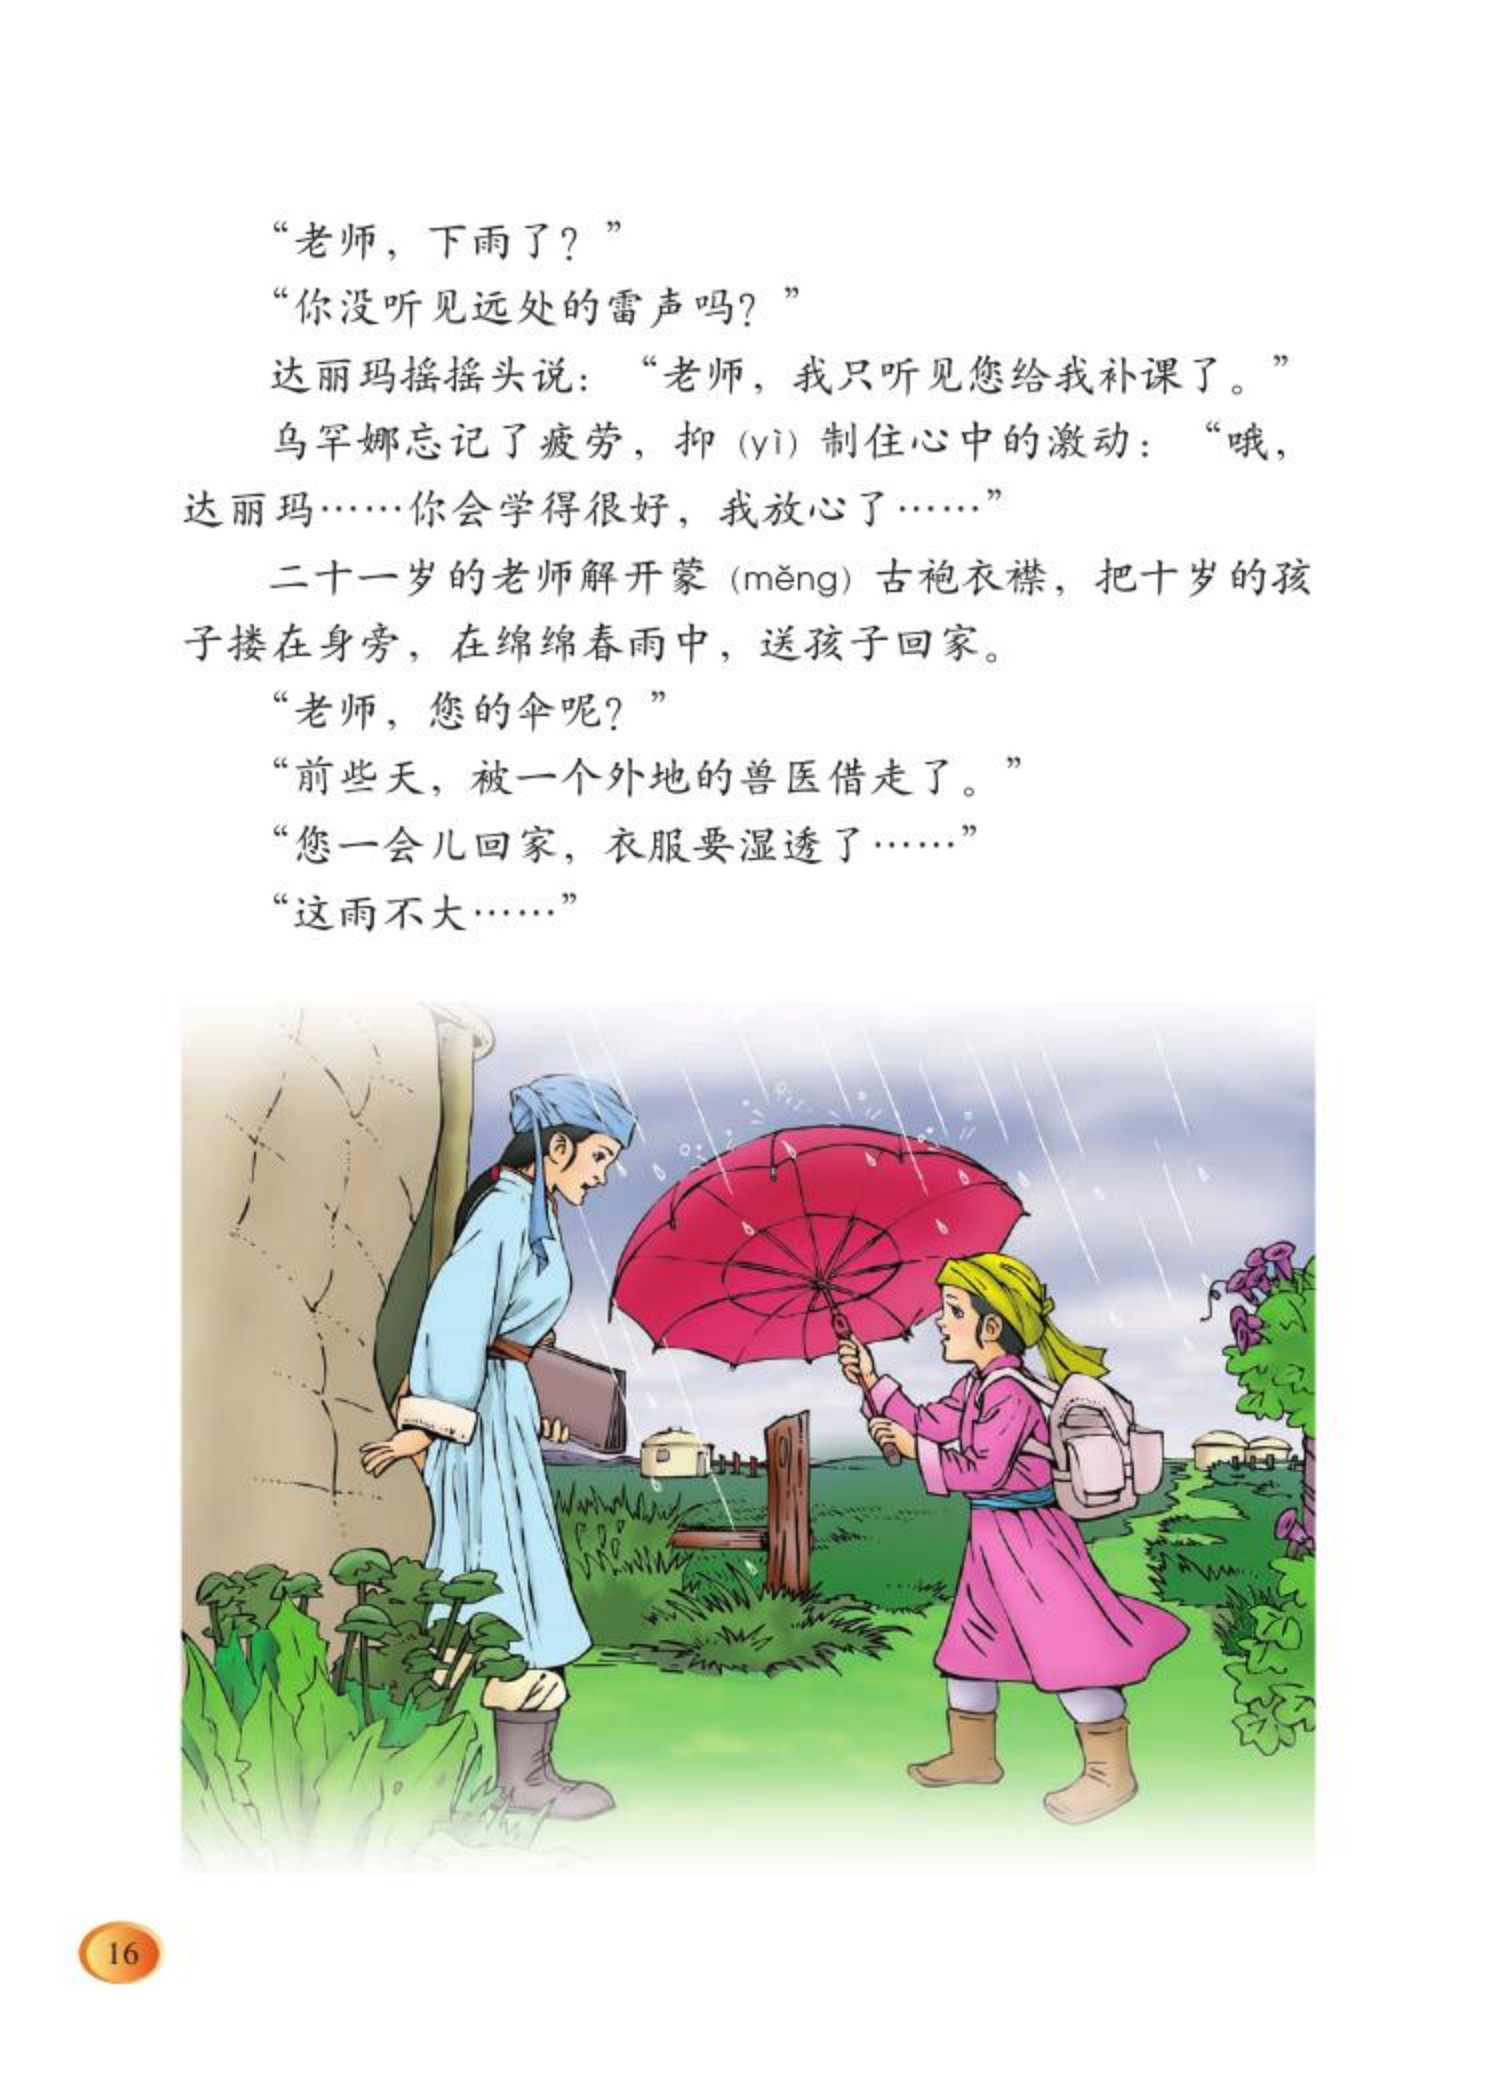 “老师，下雨了？”
“你没听见远处的雷声吗？”
达丽玛摇摇头说：“老师，我只听见您给我补课了。”
乌罕娜忘记了疲劳，抑（yì）制住心中的激动：“哦，
达丽玛……你会学得很好，我放心了……”
二十一岁的老师解开蒙（měng）古袍衣襟，把十岁的孩
子搂在身旁，在绵绵春雨中，送孩子回家。
“老师，您的伞呢？”
“前些天，被一个外地的兽医借走了。”
“您一会儿回家，衣服要湿透了……”
“这雨不大……”
16